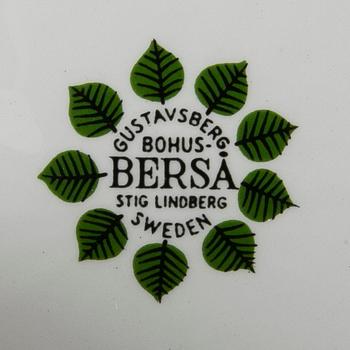 GUSTAVSBERG
BOHUS-
BERSÅ
STIG LINDBERG
SWEDEN